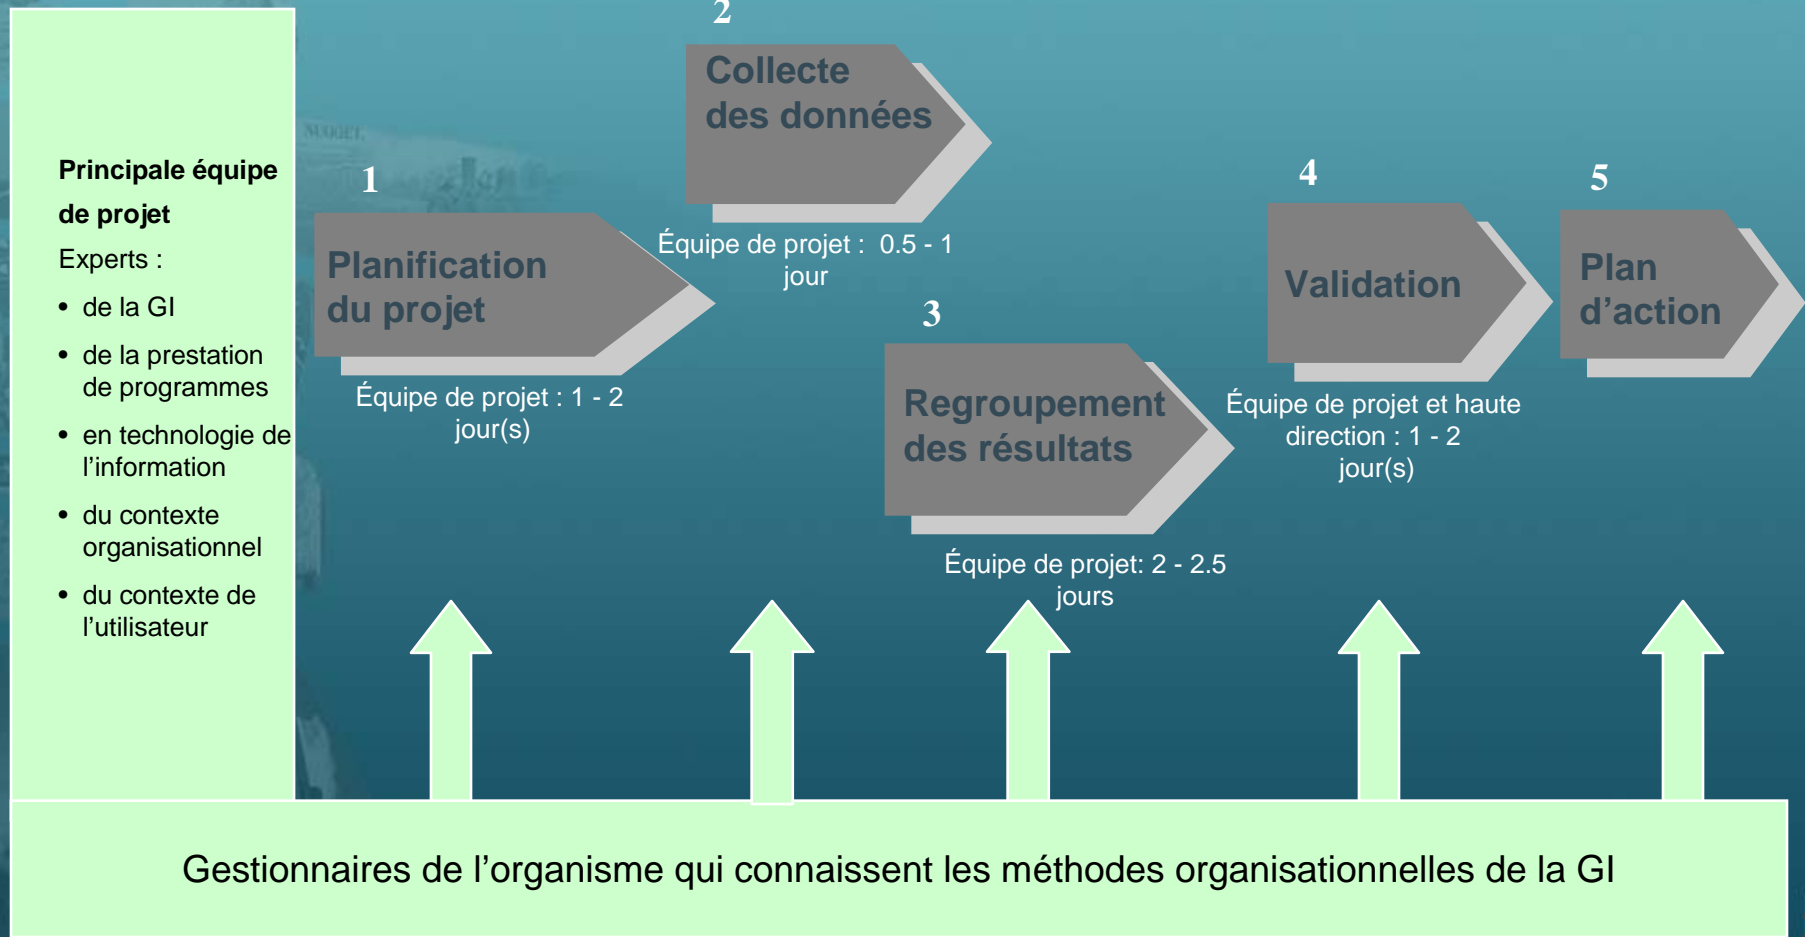 Principale équipe
de projet
Experts :
• de la GI
• de la prestation
de programmes
• en technologie de
l’information
• du contexte
organisationnel
• du contexte de
l’utilisateur
1
Planification
du projet
Équipe de projet : 1 - 2
jour(s)
2
Collecte
des données
Équipe de projet :  0.5 - 1
jour
3
Regroupement
des résultats
Équipe de projet: 2 - 2.5
jours
4
Validation
Équipe de projet et haute
direction : 1 - 2
jour(s)
5
Plan
d’action
Gestionnaires de l’organisme qui connaissent les méthodes organisationnelles de la GI